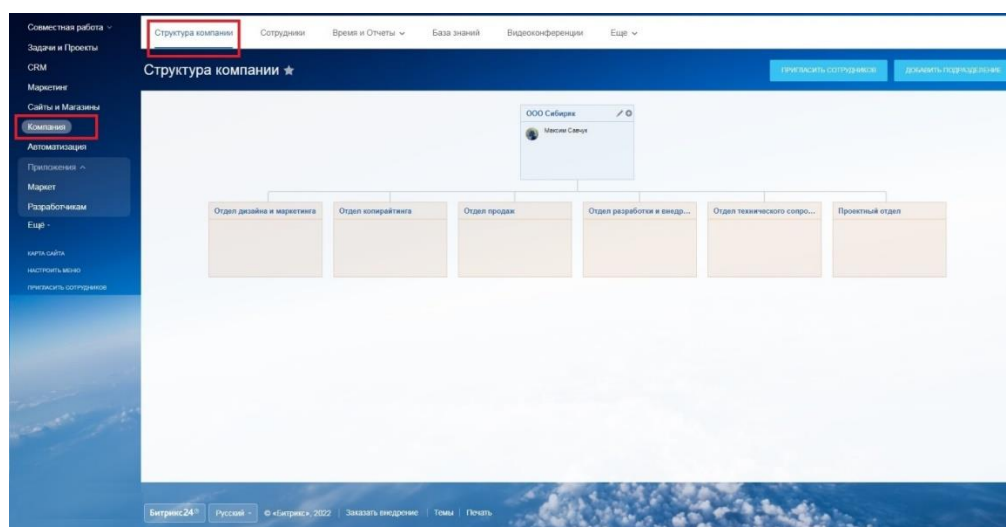 Совместная работа
Задачи и Проекты
CRM
Маркетинг
Сайты и Магазины
Компания
Автоматизация
Приложения
Маркет
Разработчикам
Ещё -
КАРТА САЙТА
НАСТРОИТЬ МЕНЮ
ПРИГЛАСИТЬ СОТРУДНИКОВ
Структура компании Сотрудники Время и Отчеты База знаний Видеоконференции Еще
Структура компании
ПРИГЛАСИТЬ СОТРУДНИКОВ ДОБАВИТЬ ПОДРАЗДЕЛЕНИЕ
ООО Сибиряк
Максим Савчук
Отдел дизайна и маркетинга Отдел копирайтинга Отдел продаж Отдел разработки и внедр... Отдел технического сопро... Проектный отдел
Битрикс24 Русский © «Битрикс», 2022 Заказать внедрение Темы Печать